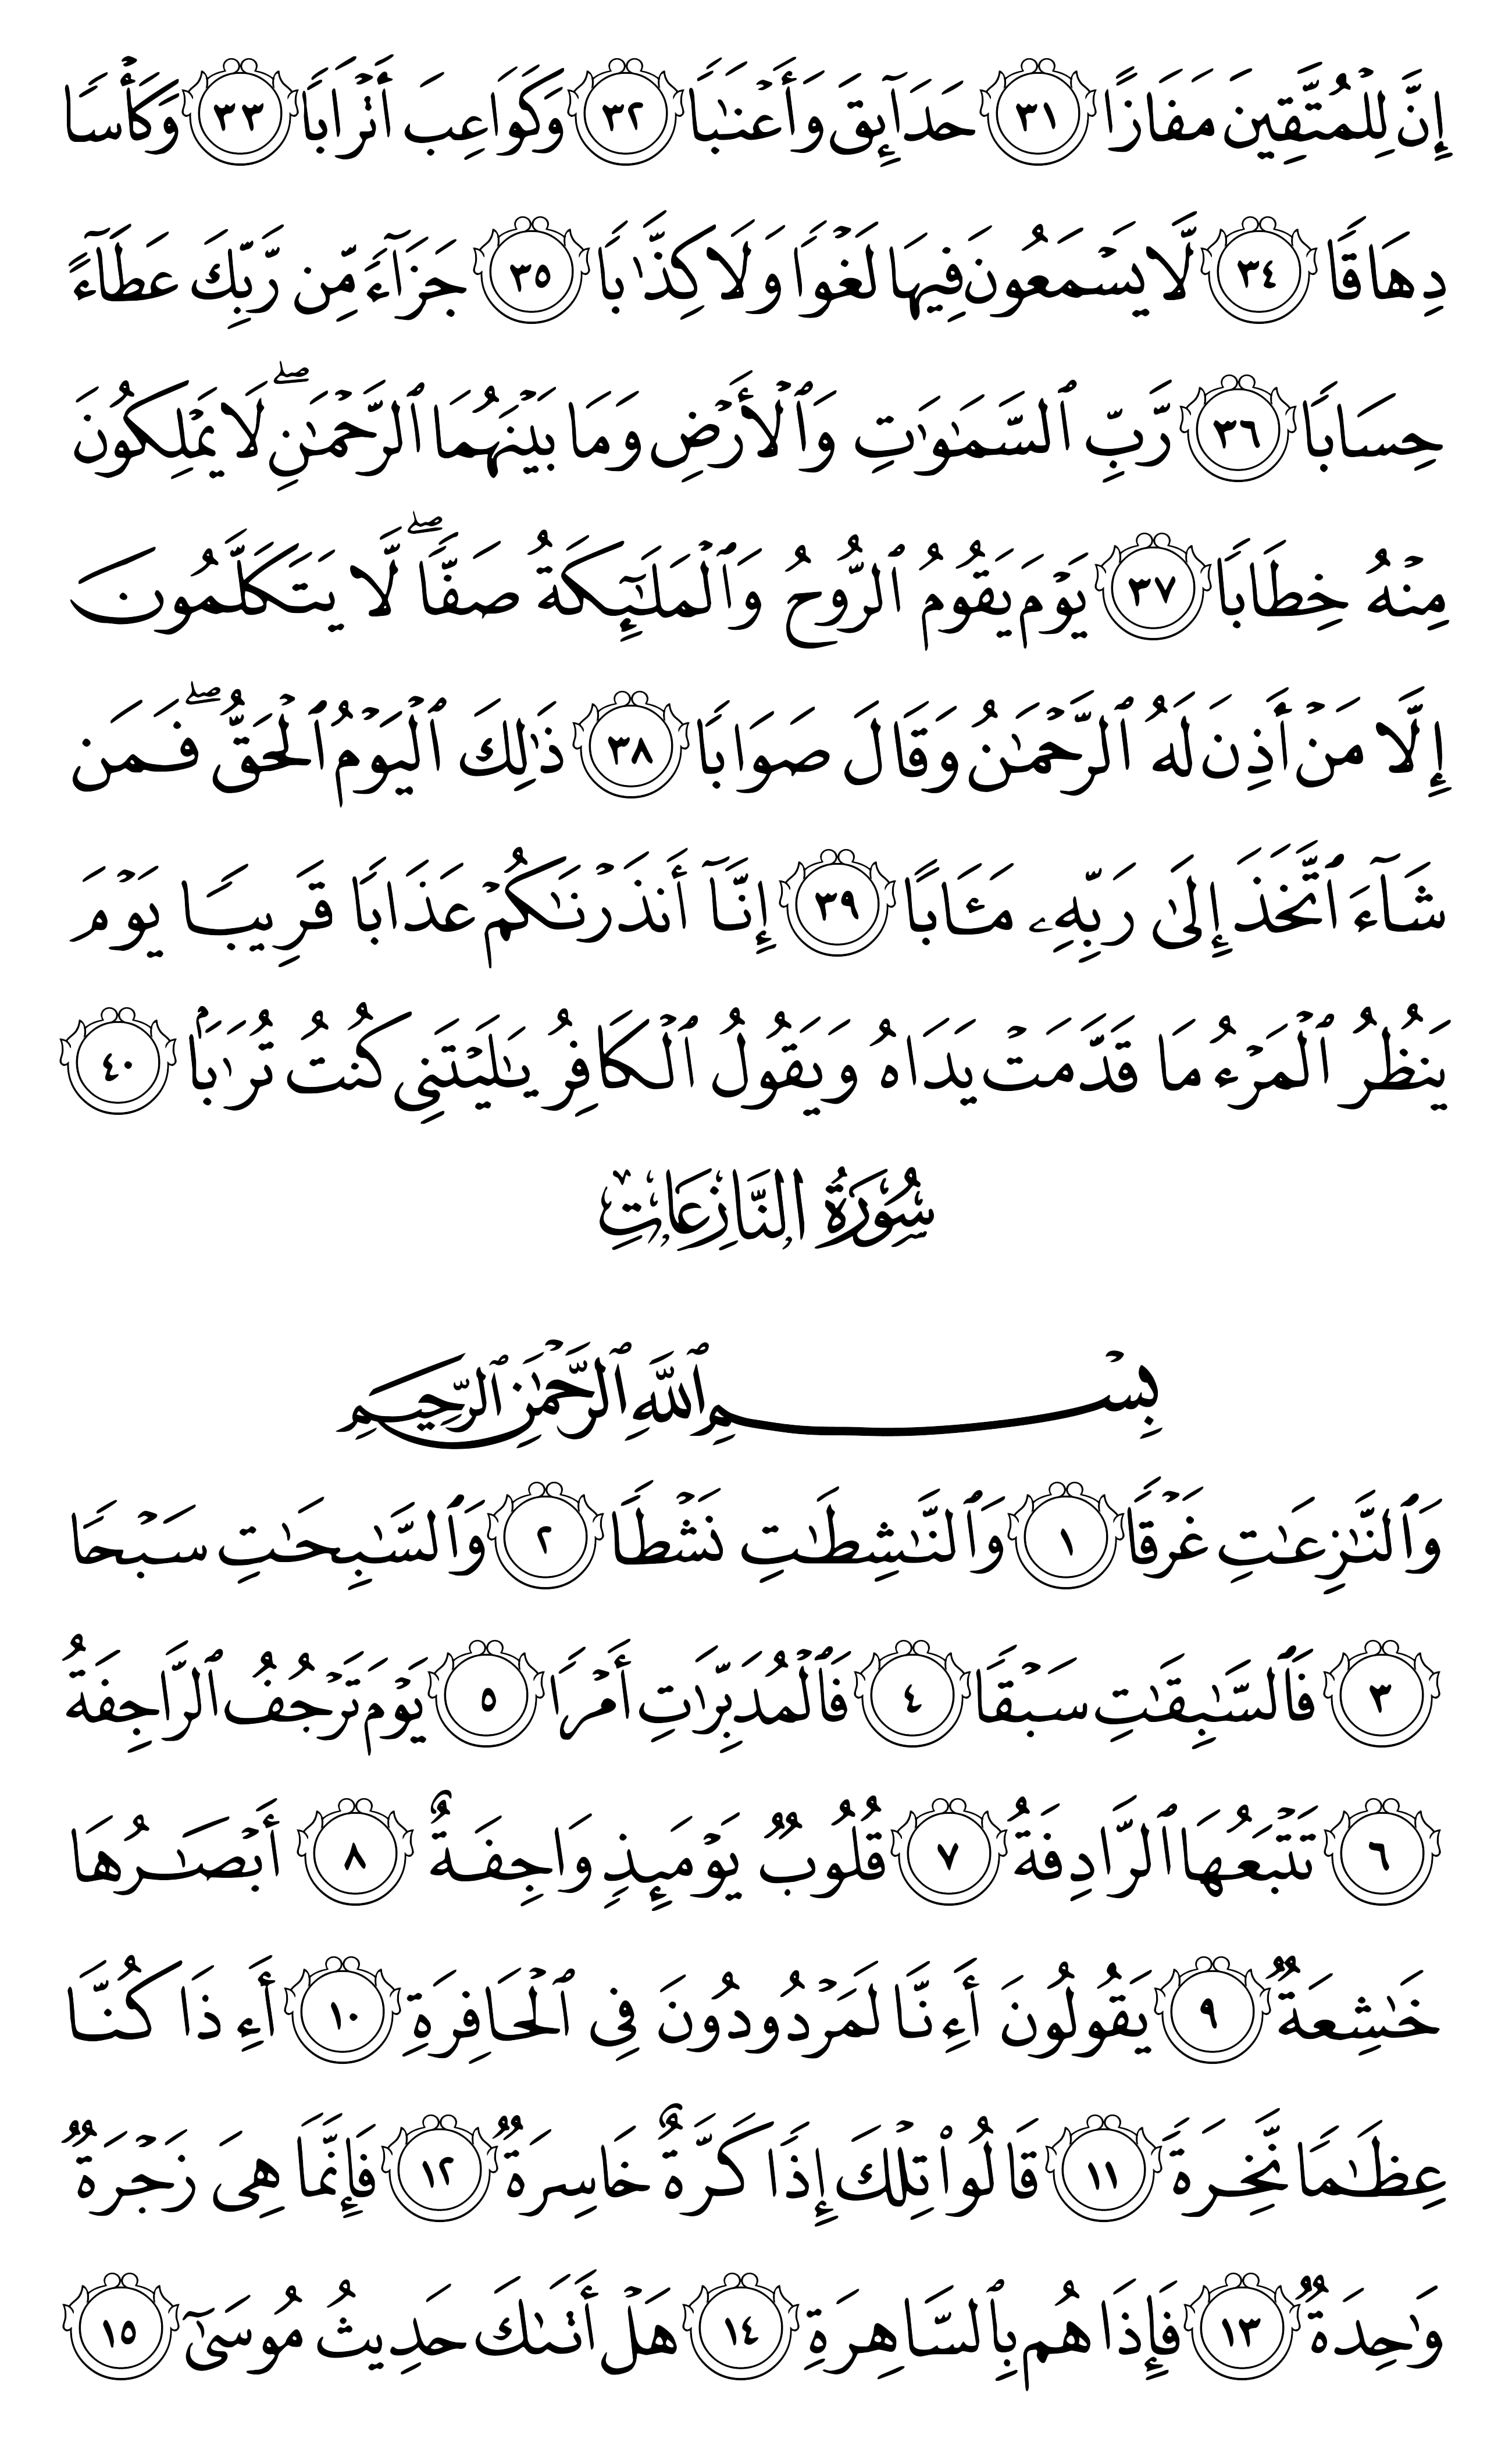 إِنَّ لِلۡمُتَّقِينَ مَفَازًا ٣١ حَدَآئِقَ وَأَعۡنَٰبٗا ٣٢ وَكَوَاعِبَ أَتۡرَابٗا ٣٣ وَكَأۡسٗا
دِهَاقٗا ٣٤ لَّا يَسۡمَعُونَ فِيهَا لَغۡوٗا وَلَا كِذَّٰبٗا ٣٥ جَزَآءٗ مِّن رَّبِّكَ عَطَآءً
حِسَابٗا ٣٦ رَّبِّ ٱلسَّمَٰوَٰتِ وَٱلۡأَرۡضِ وَمَا بَيۡنَهُمَا ٱلرَّحۡمَٰنِۖ لَا يَمۡلِكُونَ
مِنۡهُ خِطَابٗا ٣٧ يَوۡمَ يَقُومُ ٱلرُّوحُ وَٱلۡمَلَٰٓئِكَةُ صَفّٗاۖ لَّا يَتَكَلَّمُونَ
إِلَّا مَنۡ أَذِنَ لَهُ ٱلرَّحۡمَٰنُ وَقَالَ صَوَابٗا ٣٨ ذَٰلِكَ ٱلۡيَوۡمُ ٱلۡحَقُّۖ فَمَن
شَآءَ ٱتَّخَذَ إِلَىٰ رَبِّهِۦ مَـَٔابًا ٣٩ إِنَّآ أَنذَرۡنَٰكُمۡ عَذَابٗا قَرِيبٗا يَوۡمَ
يَنظُرُ ٱلۡمَرۡءُ مَا قَدَّمَتۡ يَدَاهُ وَيَقُولُ ٱلۡكَافِرُ يَٰلَيۡتَنِي كُنتُ تُرَٰبَۢا ٤٠
سُورَةُ النَّازِعَاتِ
بِسۡمِ ٱللَّهِ ٱلرَّحۡمَٰنِ ٱلرَّحِيمِ
وَٱلنَّٰزِعَٰتِ غَرۡقٗا ١ وَٱلنَّٰشِطَٰتِ نَشۡطٗا ٢ وَٱلسَّٰبِحَٰتِ سَبۡحٗا
٣ فَٱلسَّٰبِقَٰتِ سَبۡقٗا ٤ فَٱلۡمُدَبِّرَٰتِ أَمۡرٗا ٥ يَوۡمَ تَرۡجُفُ ٱلرَّاجِفَةُ
٦ تَتۡبَعُهَا ٱلرَّادِفَةُ ٧ قُلُوبٞ يَوۡمَئِذٖ وَاجِفَةٌ ٨ أَبۡصَٰرُهَا
خَٰشِعَةٞ ٩ يَقُولُونَ أَءِنَّا لَمَرۡدُودُونَ فِي ٱلۡحَافِرَةِ ١٠ أَءِذَا كُنَّا
عِظَٰمٗا نَّخِرَةٗ ١١ قَالُواْ تِلۡكَ إِذٗا كَرَّةٌ خَاسِرَةٞ ١٢ فَإِنَّمَا هِيَ زَجۡرَةٞ
وَٰحِدَةٞ ١٣ فَإِذَا هُم بِٱلسَّاهِرَةِ ١٤ هَلۡ أَتَىٰكَ حَدِيثُ مُوسَىٰٓ ١٥